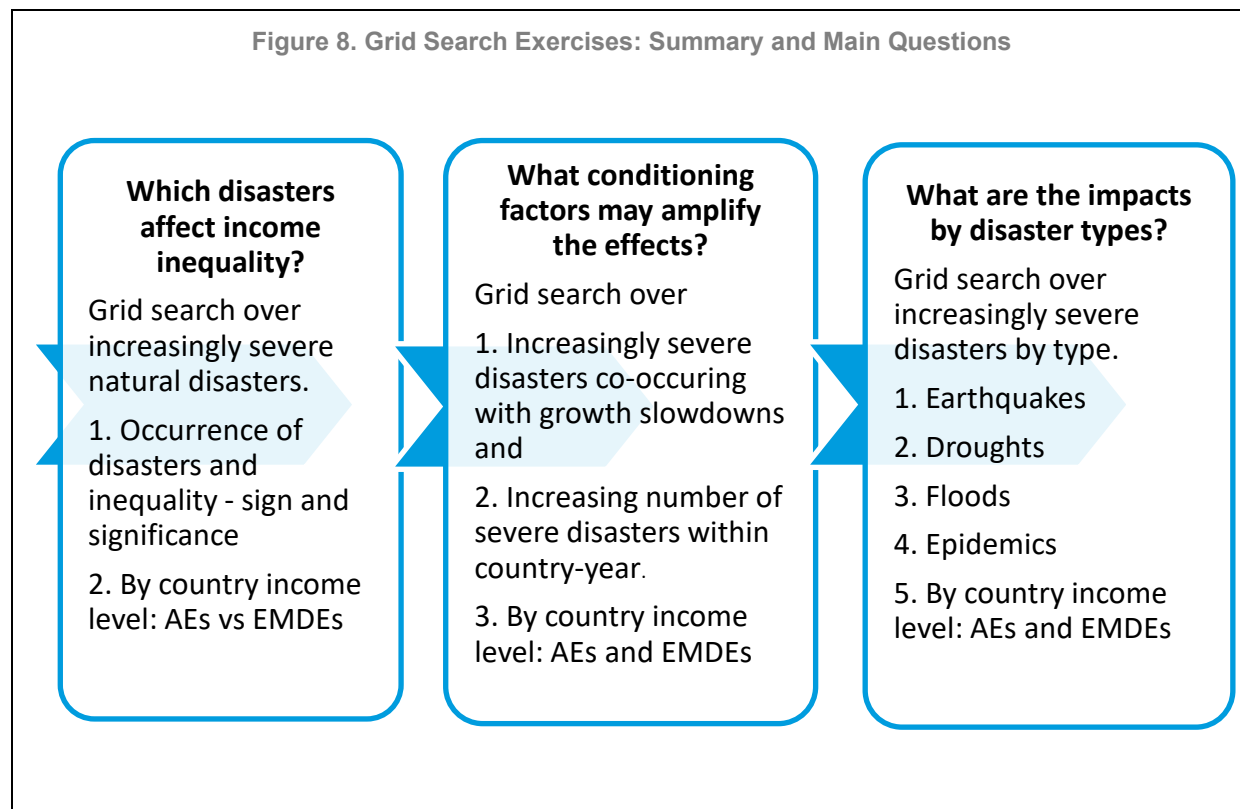 Figure 8. Grid Search Exercises: Summary and Main Questions
Which disasters
affect income
inequality?
Grid search over
increasingly severe
natural disasters.
1. Occurrence of
disasters and
inequality - sign and
significance
2. By country income
level: AEs vs EMDEs
What conditioning
factors may amplify
the effects?
Grid search over
1. Increasingly severe
disasters co-occuring
with growth slowdowns
and
2. Increasing number of
severe disasters within
country-year.
3. By country income
level: AEs and EMDEs
What are the impacts
by disaster types?
Grid search over
increasingly severe
disasters by type.
1. Earthquakes
2. Droughts
3. Floods
4. Epidemics
5. By country income
level: AEs and EMDEs